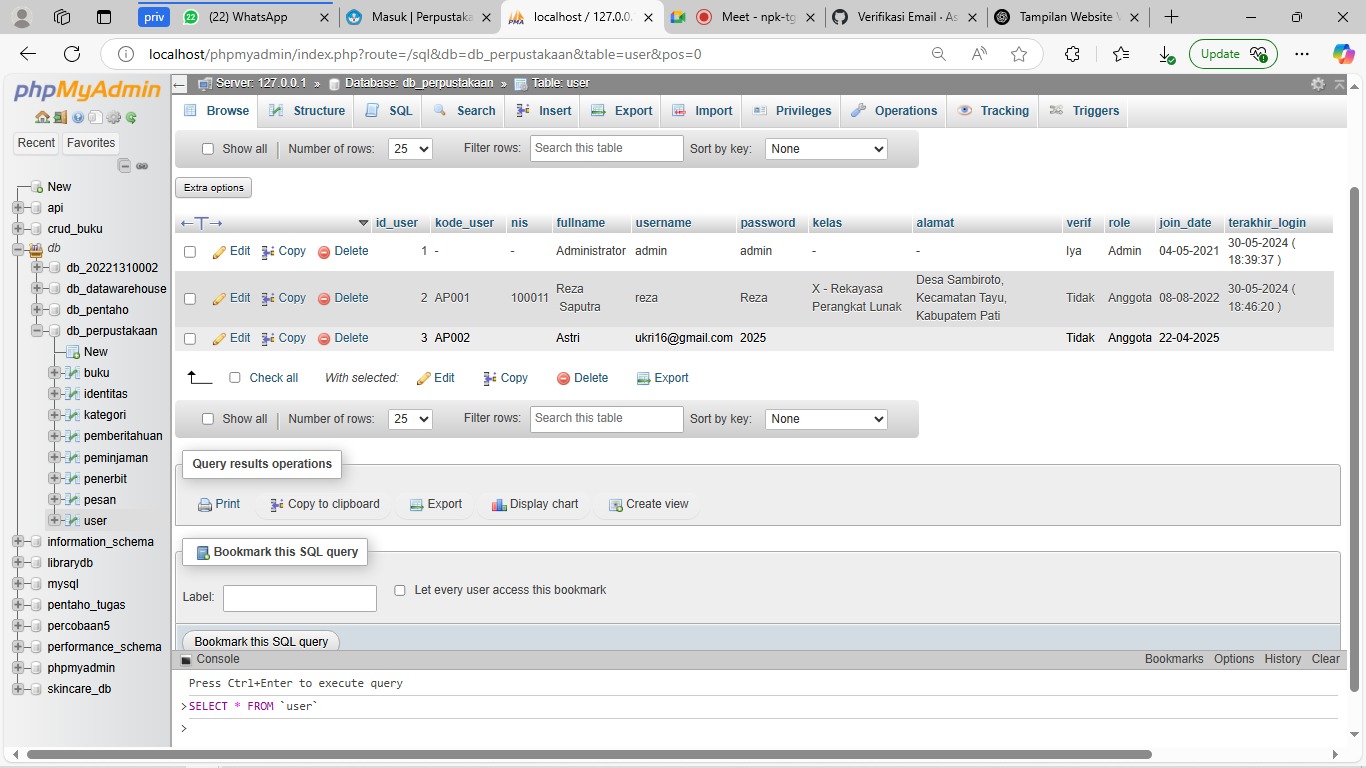 priv
(22) WhatsApp
Masuk | Perpustaka
localhost / 127.0.0.
Meet - npk-tg
Verifikasi Email · As
Tampilan Website V
localhost/phpmyadmin/index.php?route=/sql&db=db_perpustakaan&table=user&pos=0
Update
phpMyAdmin
Recent
Favorites
New
api
crud_buku
db
db_20221310002
db_datawarehouse
db_pentaho
db_perpustakaan
New
buku
identitas
kategori
pemberitahuan
peminjaman
penerbit
pesan
user
information_schema
librarydb
mysql
pentaho_tugas
percobaan5
performance_schema
phpmyadmin
skincare_db
Server: 127.0.0.1 » Database: db_perpustakaan » Table: user
Browse Structure SQL Search Insert Export Import Privileges Operations Tracking Triggers
Show all Number of rows: 25 Filter rows: Search this table Sort by key: None
Extra options
id_user kode_user nis fullname username password kelas alamat verif role join_date terakhir_login
Edit Copy Delete 1 - - Administrator admin admin - - Iya Admin 04-05-2021 30-05-2024 (
18:39:37 )
Edit Copy Delete 2 AP001 100011 Reza
Saputra reza Reza X - Rekayasa
Perangkat Lunak Desa Sambiroto,
Kecamatan Tayu,
Kabupatem Pati Tidak Anggota 08-08-2022 30-05-2024 (
18:46:20 )
Edit Copy Delete 3 AP002 Astri ukri16@gmail.com 2025 Tidak Anggota 22-04-2025
Check all With selected: Edit Copy Delete Export
Show all Number of rows: 25 Filter rows: Search this table Sort by key: None
Query results operations
Print Copy to clipboard Export Display chart Create view
Bookmark this SQL query
Label: Let every user access this bookmark
Bookmark this SQL query
Console Bookmarks Options History Clear
Press Ctrl+Enter to execute query
>SELECT * FROM `user`
>